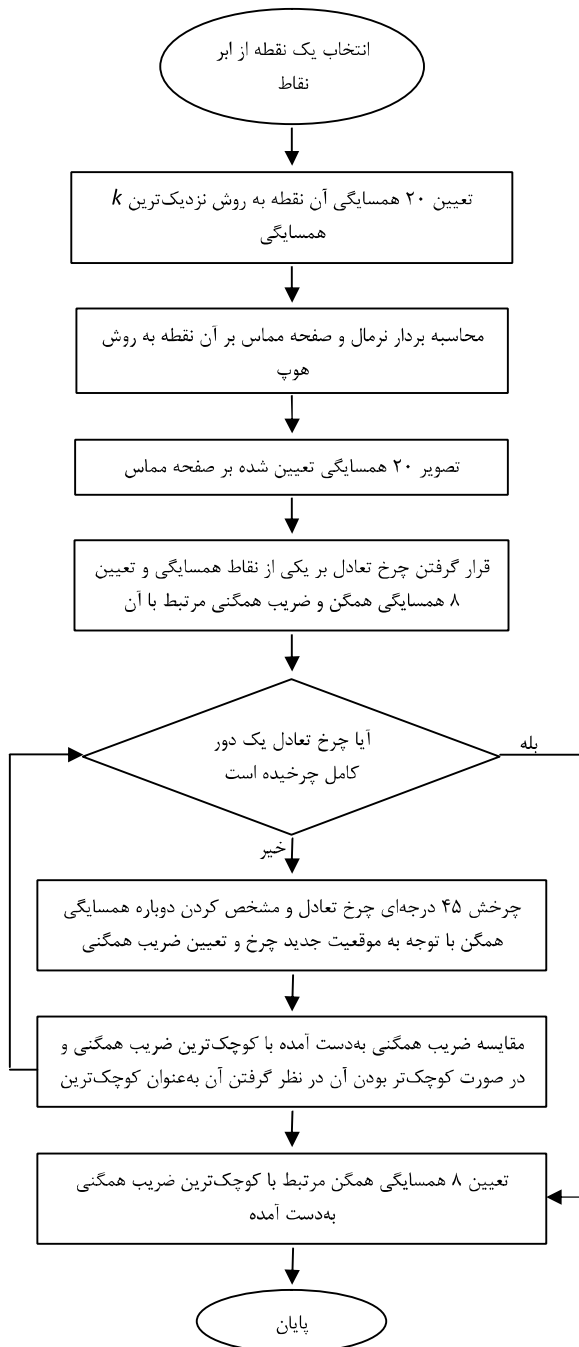 انتخاب یک نقطه از ابر
نقاط
تعیین ۲۰ همسایگی آن نقطه به روش نزدیک‌ترین k
همسایگی
محاسبه بردار نرمال و صفحه مماس بر آن نقطه به روش
هوپ
تصویر ۲۰ همسایگی تعیین شده بر صفحه مماس
قرار گرفتن چرخ تعادل بر یکی از نقاط همسایگی و تعیین
۸ همسایگی همگن و ضریب همگنی مرتبط با آن
آیا چرخ تعادل یک دور
کامل چرخیده است
بله
خیر
چرخش ۴۵ درجه‌ای چرخ تعادل و مشخص کردن دوباره همسایگی
همگن با توجه به موقعیت جدید چرخ و تعیین ضریب همگنی
مقایسه ضریب همگنی به‌دست آمده با کوچک‌ترین ضریب همگنی و
در صورت کوچک‌تر بودن آن در نظر گرفتن آن به‌عنوان کوچک‌ترین
تعیین ۸ همسایگی همگن مرتبط با کوچک‌ترین ضریب همگنی
به‌دست آمده
پایان